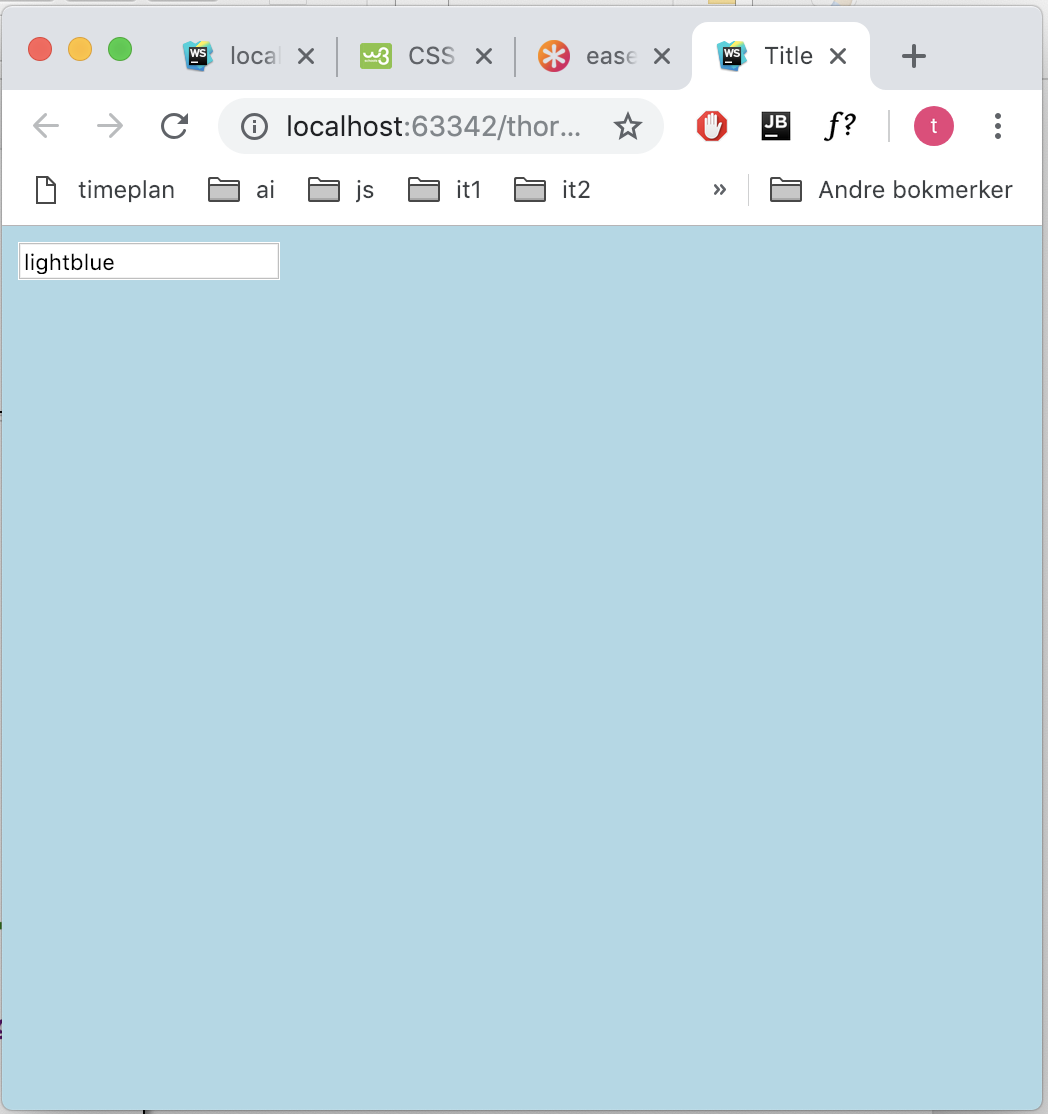 local CSS ease Title
localhost:63342/thor... JB f?  t
timeplan ai js it1 it2 » Andre bokmerker
lightblue